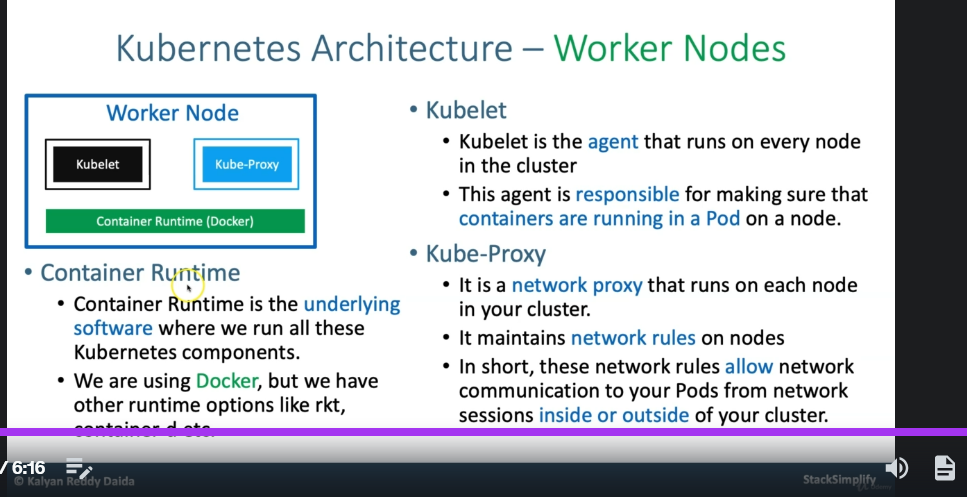 Kubernetes Architecture – Worker Nodes
Worker Node
Kubelet
Kube-Proxy
Container Runtime (Docker)
• Container Runtime
• Container Runtime is the underlying
software where we run all these
Kubernetes components.
• We are using Docker, but we have
other runtime options like rkt,
container-d etc.
• Kubelet
• Kubelet is the agent that runs on every node
in the cluster
• This agent is responsible for making sure that
containers are running in a Pod on a node.
• Kube-Proxy
• It is a network proxy that runs on each node
in your cluster.
• It maintains network rules on nodes
• In short, these network rules allow network
communication to your Pods from network
sessions inside or outside of your cluster.
/ 6:16
© Kalyan Reddy Daida
StackSimplify